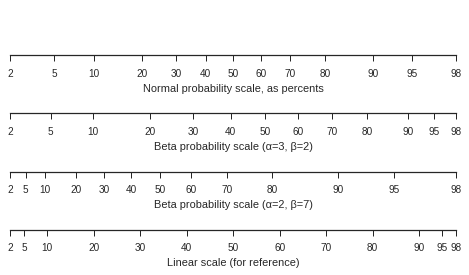 2 5 10 20 30 40 50 60 70 80 90 95 98
Normal probability scale, as percents
2 5 10 20 30 40 50 60 70 80 90 95 98
Beta probability scale (α=3, β=2)
2 5 10 20 30 40 50 60 70 80 90 95 98
Beta probability scale (α=2, β=7)
2 5 10 20 30 40 50 60 70 80 90 95 98
Linear scale (for reference)